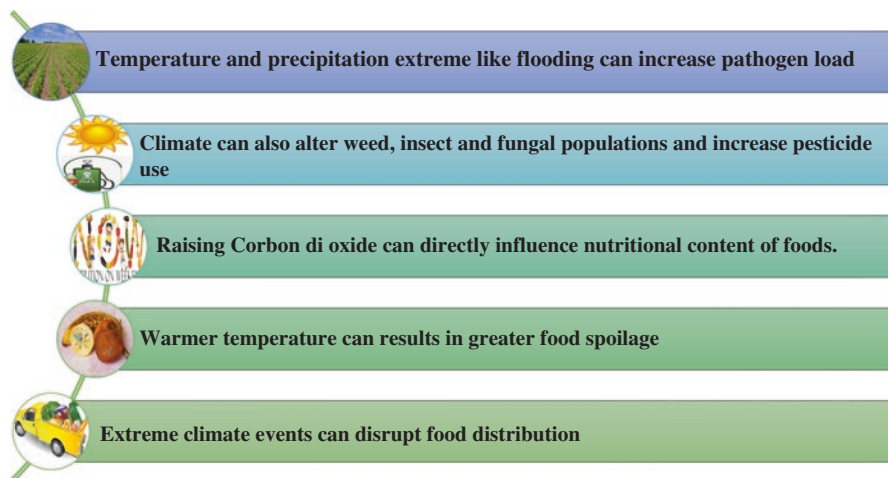 Temperature and precipitation extreme like flooding can increase pathogen load
Climate can also alter weed, insect and fungal populations and increase pesticide
use
Raising Corbon di oxide can directly influence nutritional content of foods.
Warmer temperature can results in greater food spoilage
Extreme climate events can disrupt food distribution